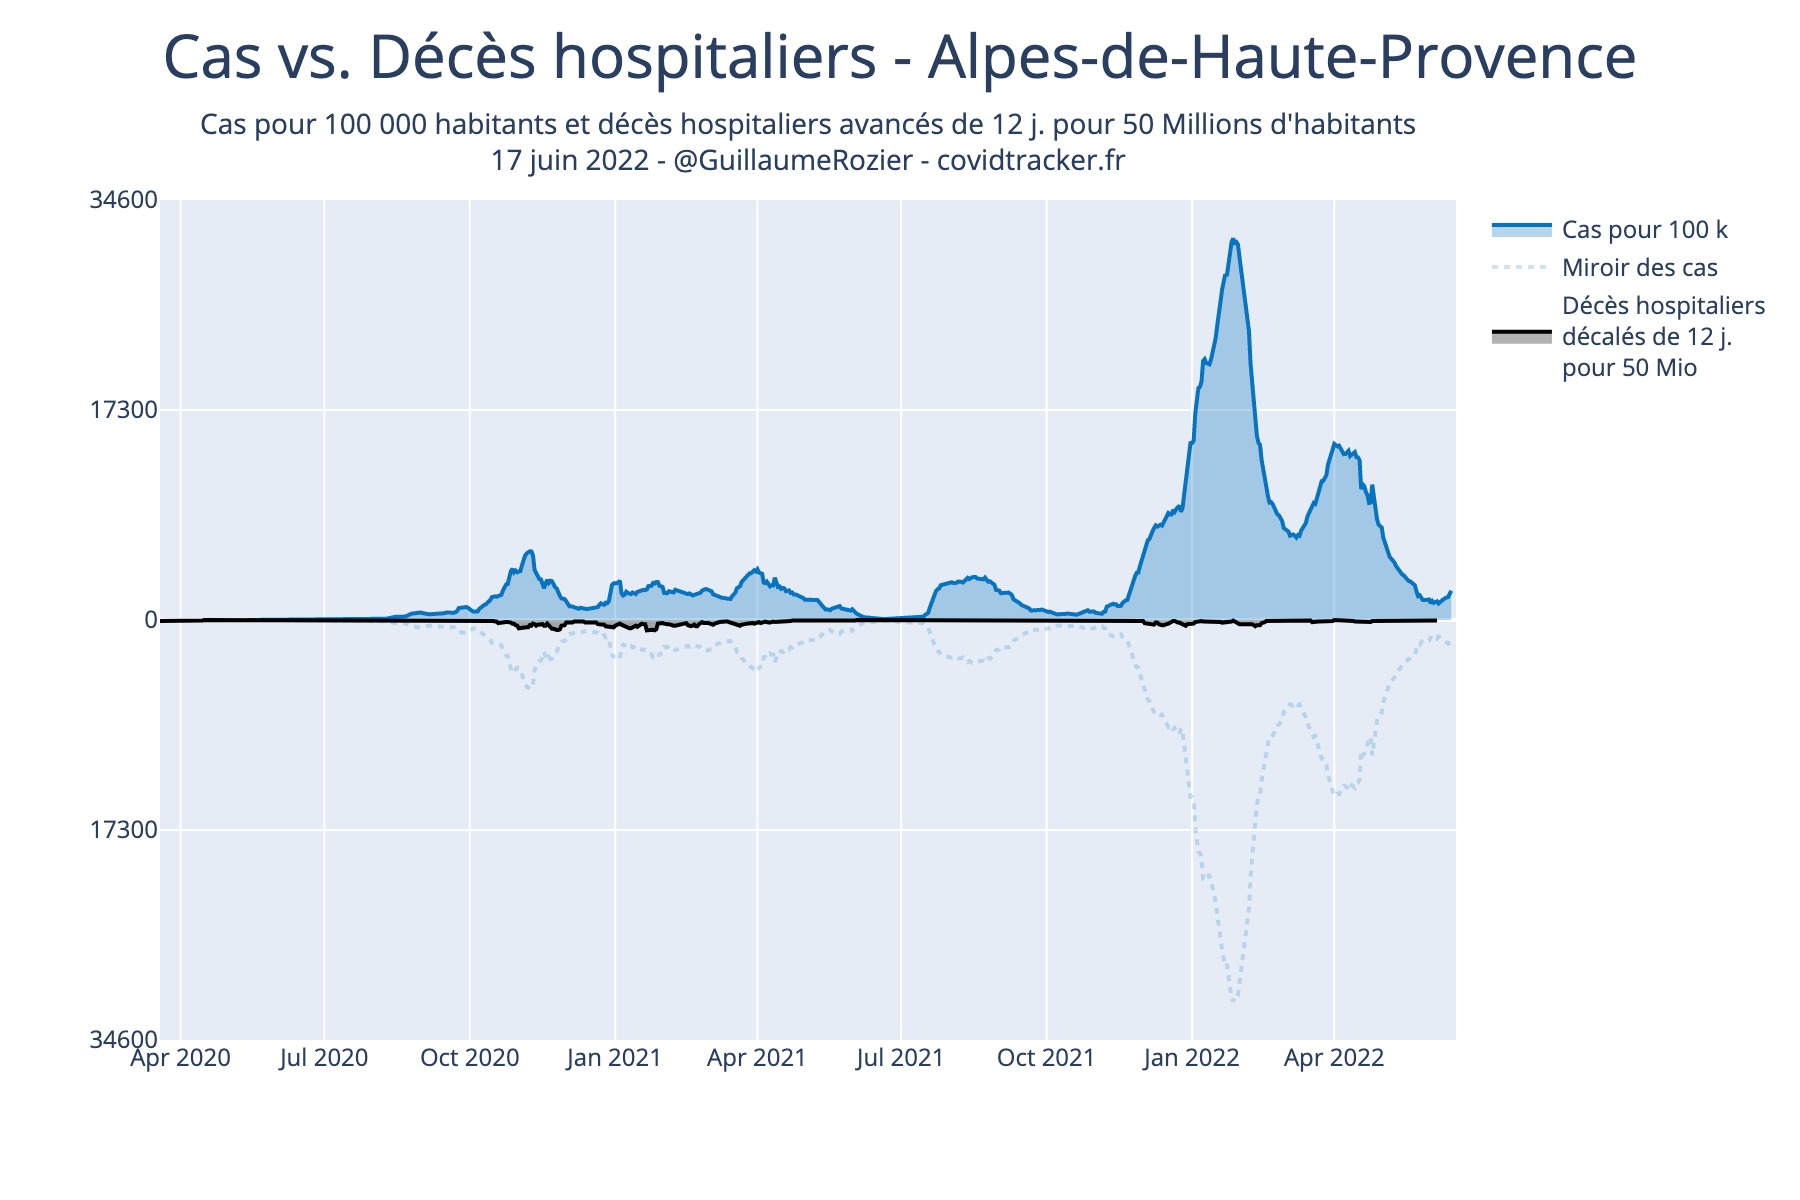 Cas vs. Décès hospitaliers - Alpes-de-Haute-Provence
Cas pour 100 000 habitants et décès hospitaliers avancés de 12 j. pour 50 Millions d'habitants
17 juin 2022 - @GuillaumeRozier - covidtracker.fr
34600
17300
0
17300
34600
Apr 2020
Jul 2020
Oct 2020
Jan 2021
Apr 2021
Jul 2021
Oct 2021
Jan 2022
Apr 2022
Cas pour 100 k
Miroir des cas
Décès hospitaliers
décalés de 12 j.
pour 50 Mio